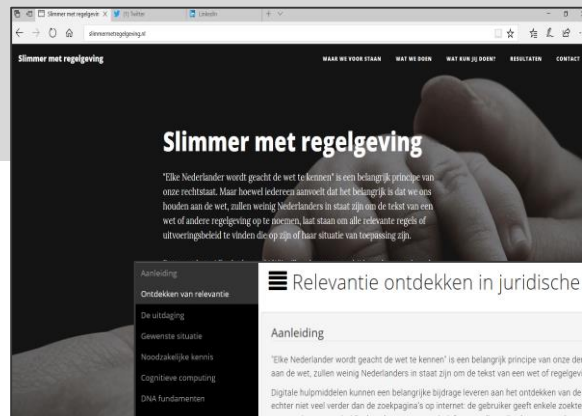 Slimmer met regelgevin X
(1) Twitter
LinkedIn
slimmermetregelgeving.nl
Slimmer met regelgeving
WAAR WE VOOR STAAN
WAT WE DOEN
WAT KUN JIJ DOEN?
RESULTATEN
CONTACT
Slimmer met regelgeving
"Elke Nederlander wordt geacht de wet te kennen" is een belangrijk principe van
onze rechtstaat. Maar hoewel iedereen aanvoelt dat het belangrijk is dat we ons
houden aan de wet, zullen weinig Nederlanders in staat zijn om de tekst van een
wet of andere regelgeving op te noemen, laat staan om alle relevante regels of
uitvoeringsbeleid te vinden die op zijn of haar situatie van toepassing zijn.
Aanleiding
Ontdekken van relevantie
De uitdaging
Gewenste situatie
Noodzakelijke kennis
Cognitieve computing
DNA fundamenten
Relevantie ontdekken in juridische
Aanleiding
"Elke Nederlander wordt geacht de wet te kennen" is een belangrijk principe van onze
aan de wet, zullen weinig Nederlanders in staat zijn om de tekst van een wet of regelgevi
Digitale hulpmiddelen kunnen een belangrijke bijdrage leveren aan het ontdekken van de
echter niet veel verder dan de zoekpagina's op internet: de gebruiker geeft enkele zoekte